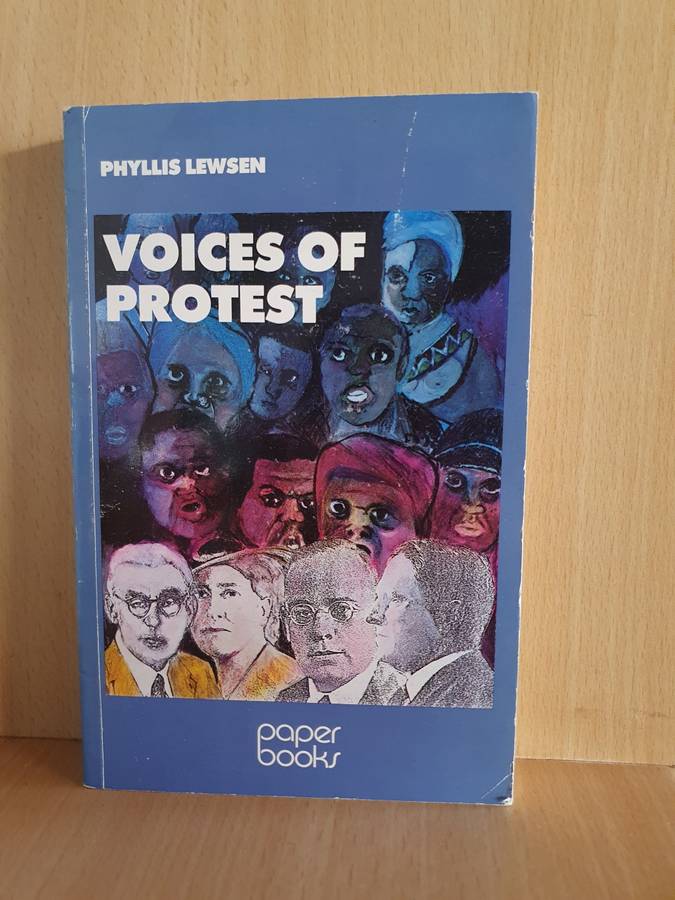 PHYLLIS LEWSEN
VOICES OF
PROTEST
paper
books